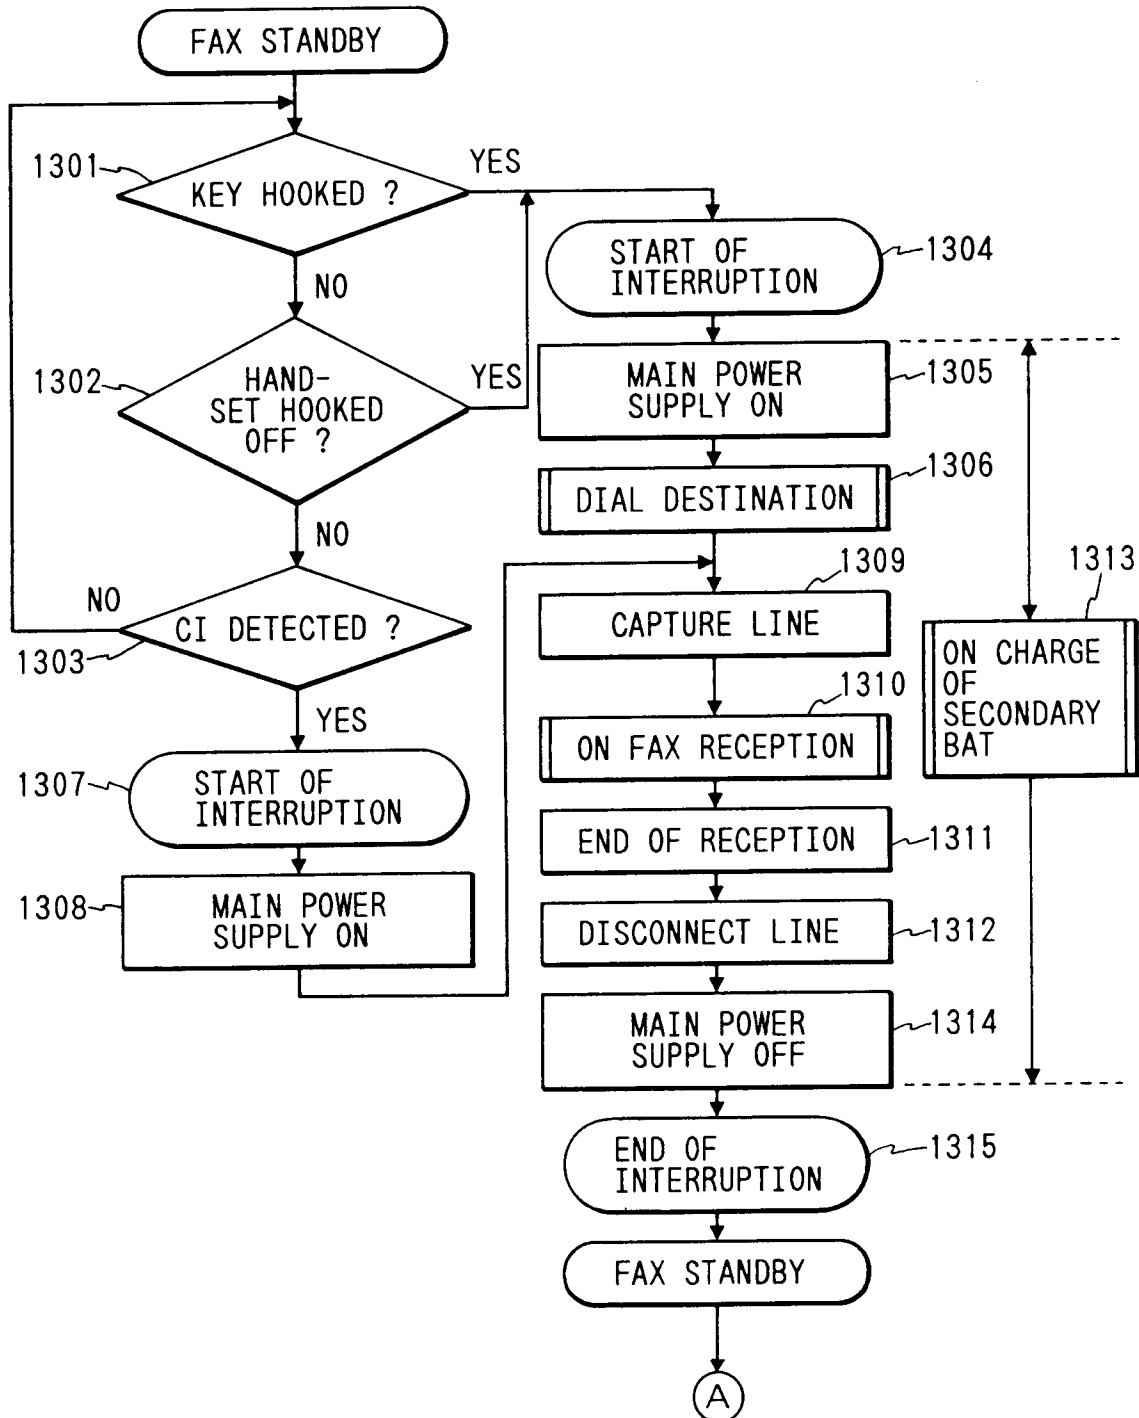 FAX STANDBY
1301
KEY HOOKED ?
YES
NO
1302
HAND-
SET HOOKED
OFF ?
YES
NO
NO
CI DETECTED ?
1303
YES
1307
START OF
INTERRUPTION
1308
MAIN POWER
SUPPLY ON
START OF
INTERRUPTION
1304
MAIN POWER
SUPPLY ON
1305
DIAL DESTINATION
1306
1309
CAPTURE LINE
1310
ON FAX RECEPTION
END OF RECEPTION
1311
DISCONNECT LINE
1312
MAIN POWER
SUPPLY OFF
1314
1313
ON CHARGE
OF
SECONDARY
BAT
END OF
INTERRUPTION
1315
FAX STANDBY
A